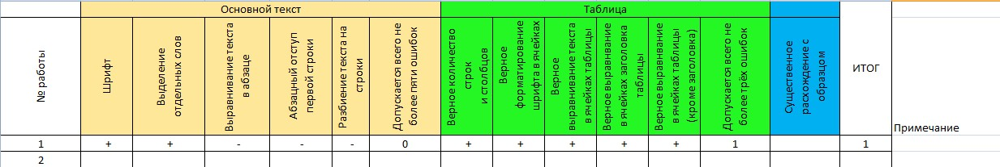 Основной текст
Таблица
№ работы
Шрифт
Выделение
отдельных слов
Выравнивание текста
в абзаце
Абзацный отступ
первой строки
Разбиение текста на
строки
Допускается всего не
более пяти ошибок
Верное количество
строк
и столбцов
Верное
форматирование
шрифта в ячейках
Верное
выравнивание текста
в ячейках таблицы
Верное выравнивание
в ячейках заголовка
таблицы
Верное выравнивание
в ячейках таблицы
(кроме заголовка)
Допускается всего не
более трёх ошибок
Существенное
расхождение с
образцом
ИТОГ
Примечание
1 + + - - - 0 + + + + + 1 1
2